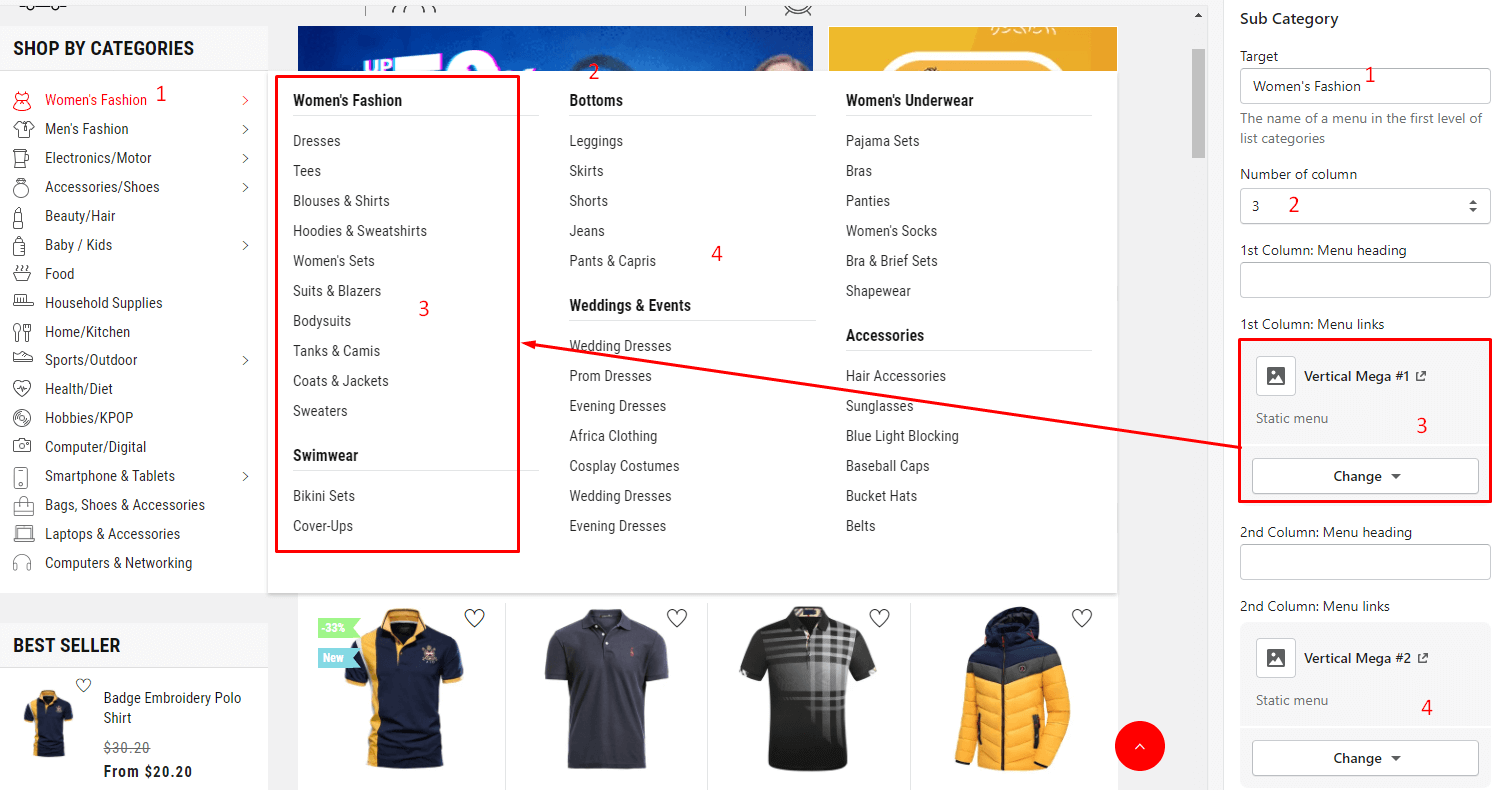 SHOP BY CATEGORIES
Women's Fashion 1
Men's Fashion
Electronics/Motor
Accessories/Shoes
Beauty/Hair
Baby / Kids
Food
Household Supplies
Home/Kitchen
Sports/Outdoor
Health/Diet
Hobbies/KPOP
Computer/Digital
Smartphone & Tablets
Bags, Shoes & Accessories
Laptops & Accessories
Computers & Networking
BEST SELLER
Badge Embroidery Polo
Shirt
$30.20
From $20.20
UP
2
Women's Fashion
Dresses
Tees
Blouses & Shirts
Hoodies & Sweatshirts
Women's Sets
Suits & Blazers
3
Bodysuits
Tanks & Camis
Coats & Jackets
Sweaters
Swimwear
Bikini Sets
Cover-Ups
Bottoms
Leggings
Skirts
Shorts
Jeans
Pants & Capris
4
Weddings & Events
Wedding Dresses
Prom Dresses
Evening Dresses
Africa Clothing
Cosplay Costumes
Wedding Dresses
Evening Dresses
Women's Underwear
Pajama Sets
Bras
Panties
Women's Socks
Bra & Brief Sets
Shapewear
Accessories
Hair Accessories
Sunglasses
Blue Light Blocking
Baseball Caps
Bucket Hats
Belts
-33%
New
Sub Category
Target
Women's Fashion 1
The name of a menu in the first level of
list categories
Number of column
3 2
1st Column: Menu heading
1st Column: Menu links
Vertical Mega #1
Static menu
3
Change
2nd Column: Menu heading
2nd Column: Menu links
Vertical Mega #2
Static menu
4
Change